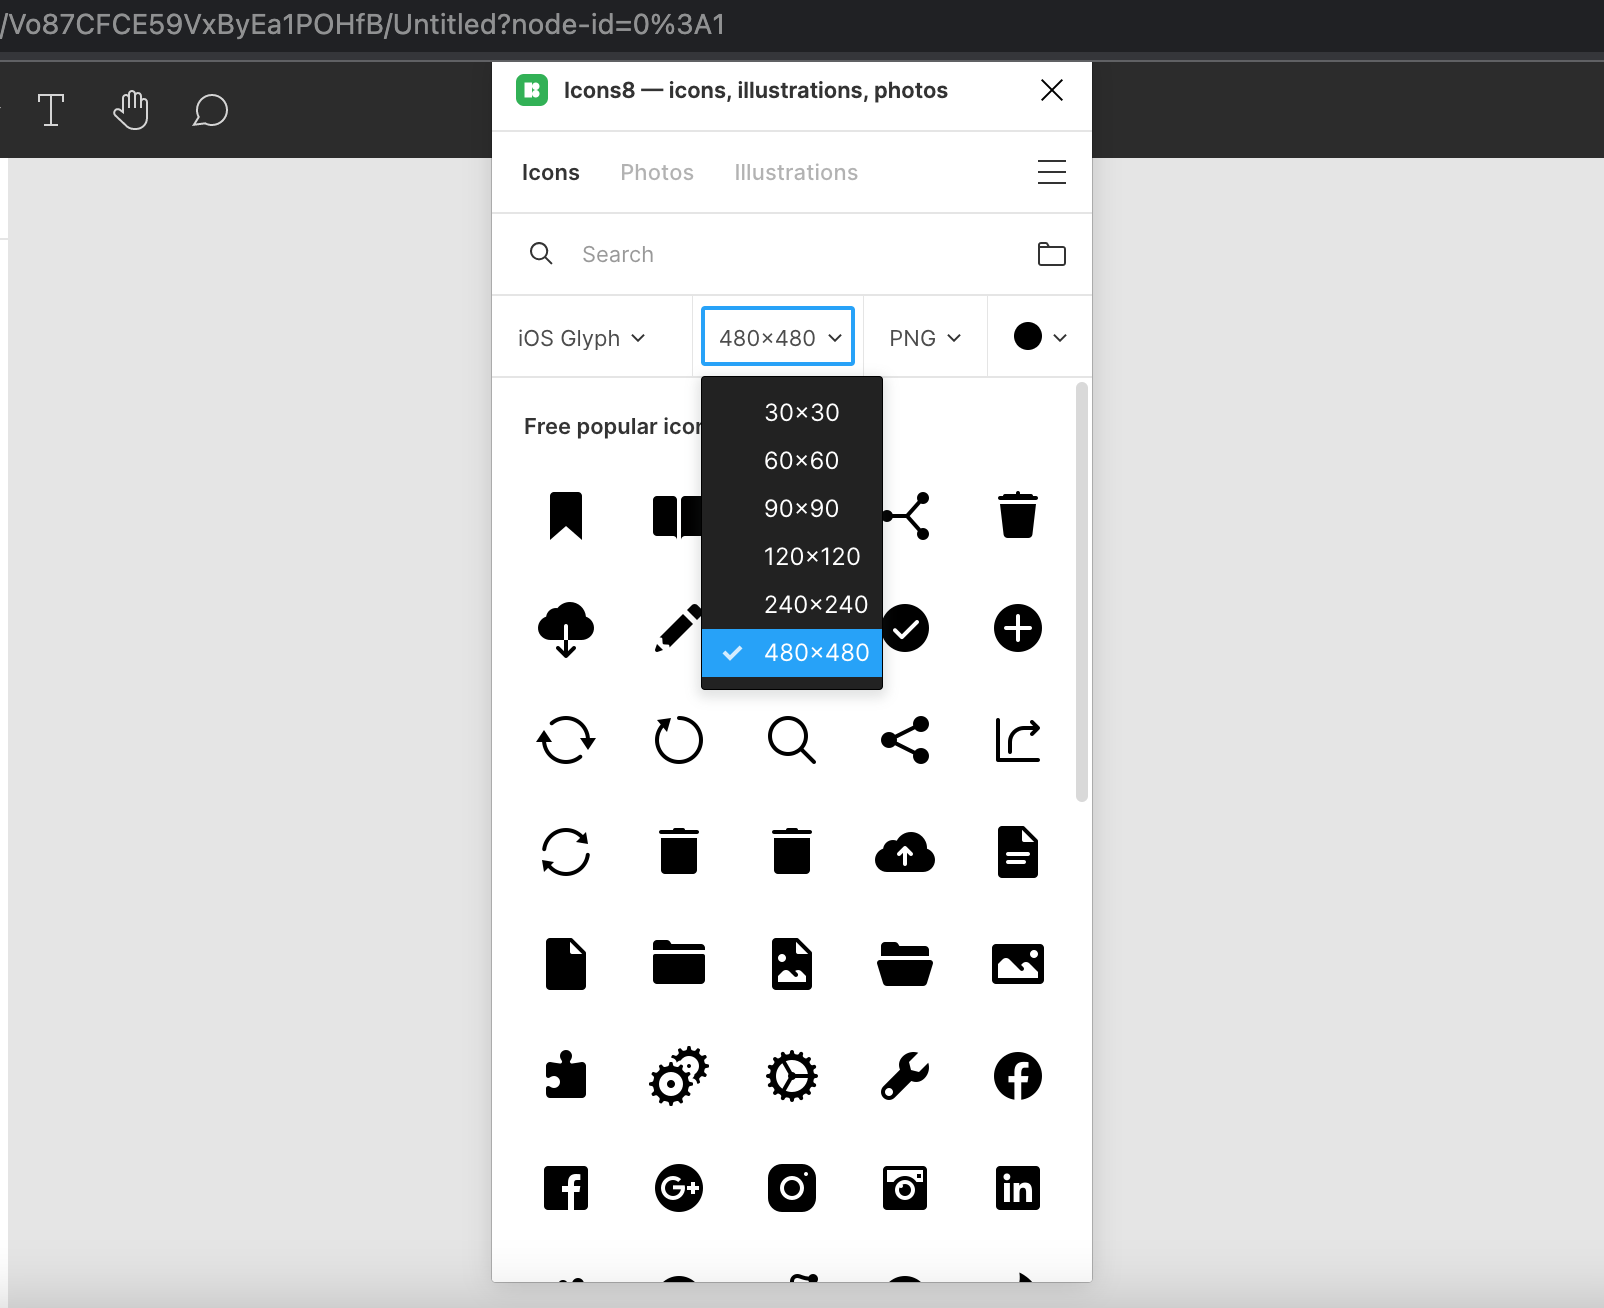 /Vo87CFCE59VxByEa1POHfB/Untitled?node-id=0%3A1
Icons8 — icons, illustrations, photos
Icons Photos Illustrations
Search
iOS Glyph 480×480 PNG
30×30
Free popular icon
60×60
90×90
120×120
240×240
480×480
G+
in